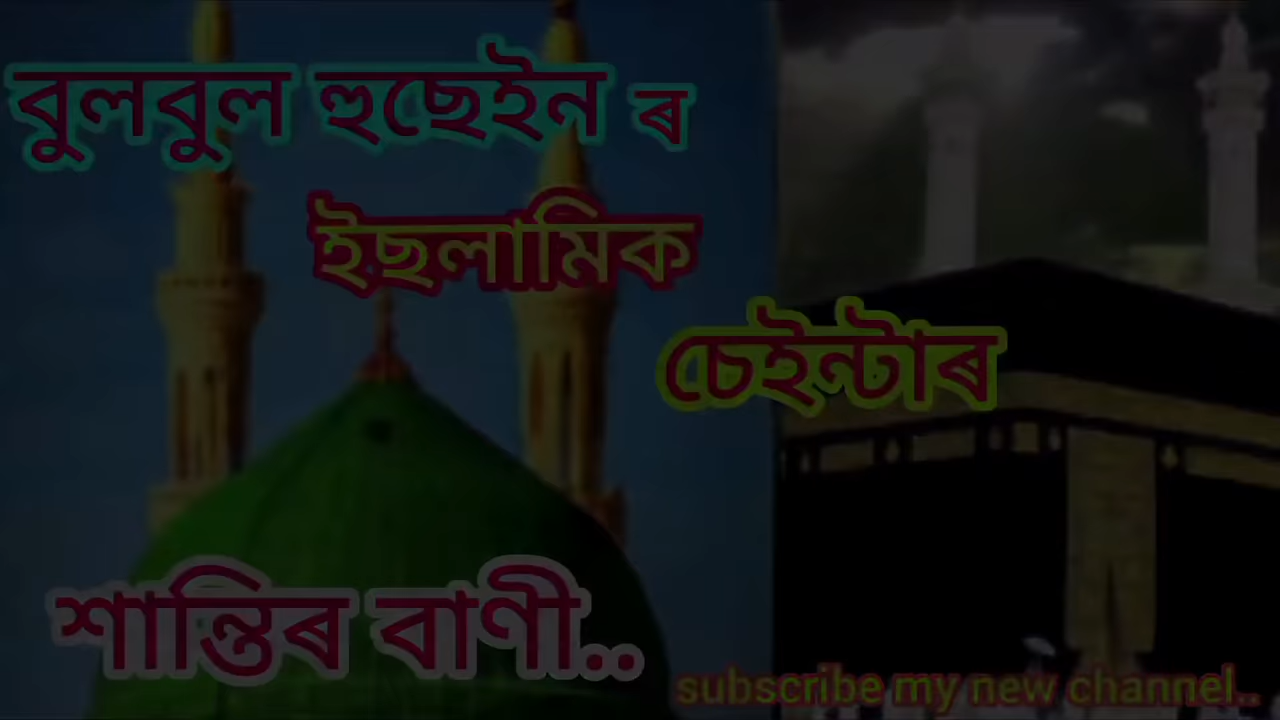 বুলবুল হুছেইন ৰ
ইছলামিক
চেইন্টাৰ
শান্তিৰ বাণী..
subscribe my new channel..